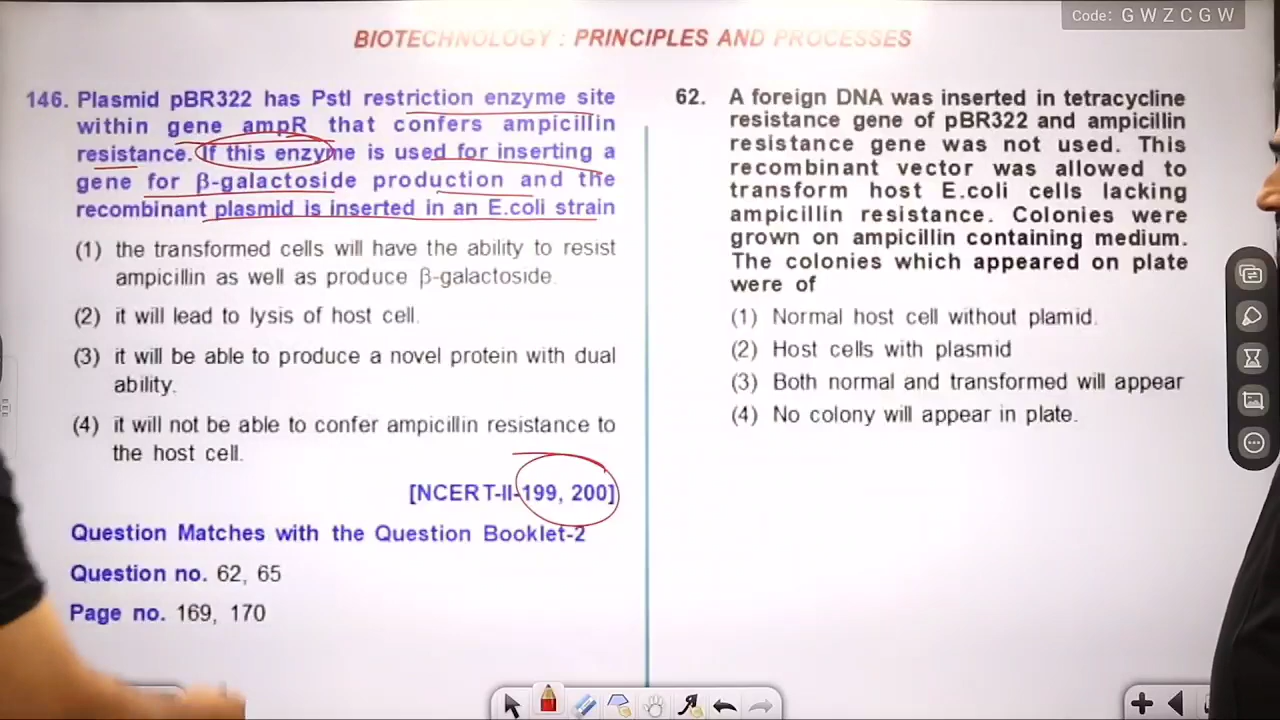 Code: G W Z C G W
BIOTECHNOLOGY : PRINCIPLES AND PROCESSES
146. Plasmid pBR322 has PstI restriction enzyme site
within gene ampR that confers ampicillin
resistance. If this enzyme is used for inserting a
gene for β-galactoside production and the
recombinant plasmid is inserted in an E.coli strain
(1) the transformed cells will have the ability to resist
ampicillin as well as produce β-galactoside.
(2) it will lead to lysis of host cell.
(3) it will be able to produce a novel protein with dual
ability.
(4) it will not be able to confer ampicillin resistance to
the host cell.
[NCERT-II-199, 200]
Question Matches with the Question Booklet-2
Question no. 62, 65
Page no. 169, 170
62. A foreign DNA was inserted in tetracycline
resistance gene of pBR322 and ampicillin
resistance gene was not used. This
recombinant vector was allowed to
transform host E.coli cells lacking
ampicillin resistance. Colonies were
grown on ampicillin containing medium.
The colonies which appeared on plate
were of
(1) Normal host cell without plamid.
(2) Host cells with plasmid
(3) Both normal and transformed will appear
(4) No colony will appear in plate.